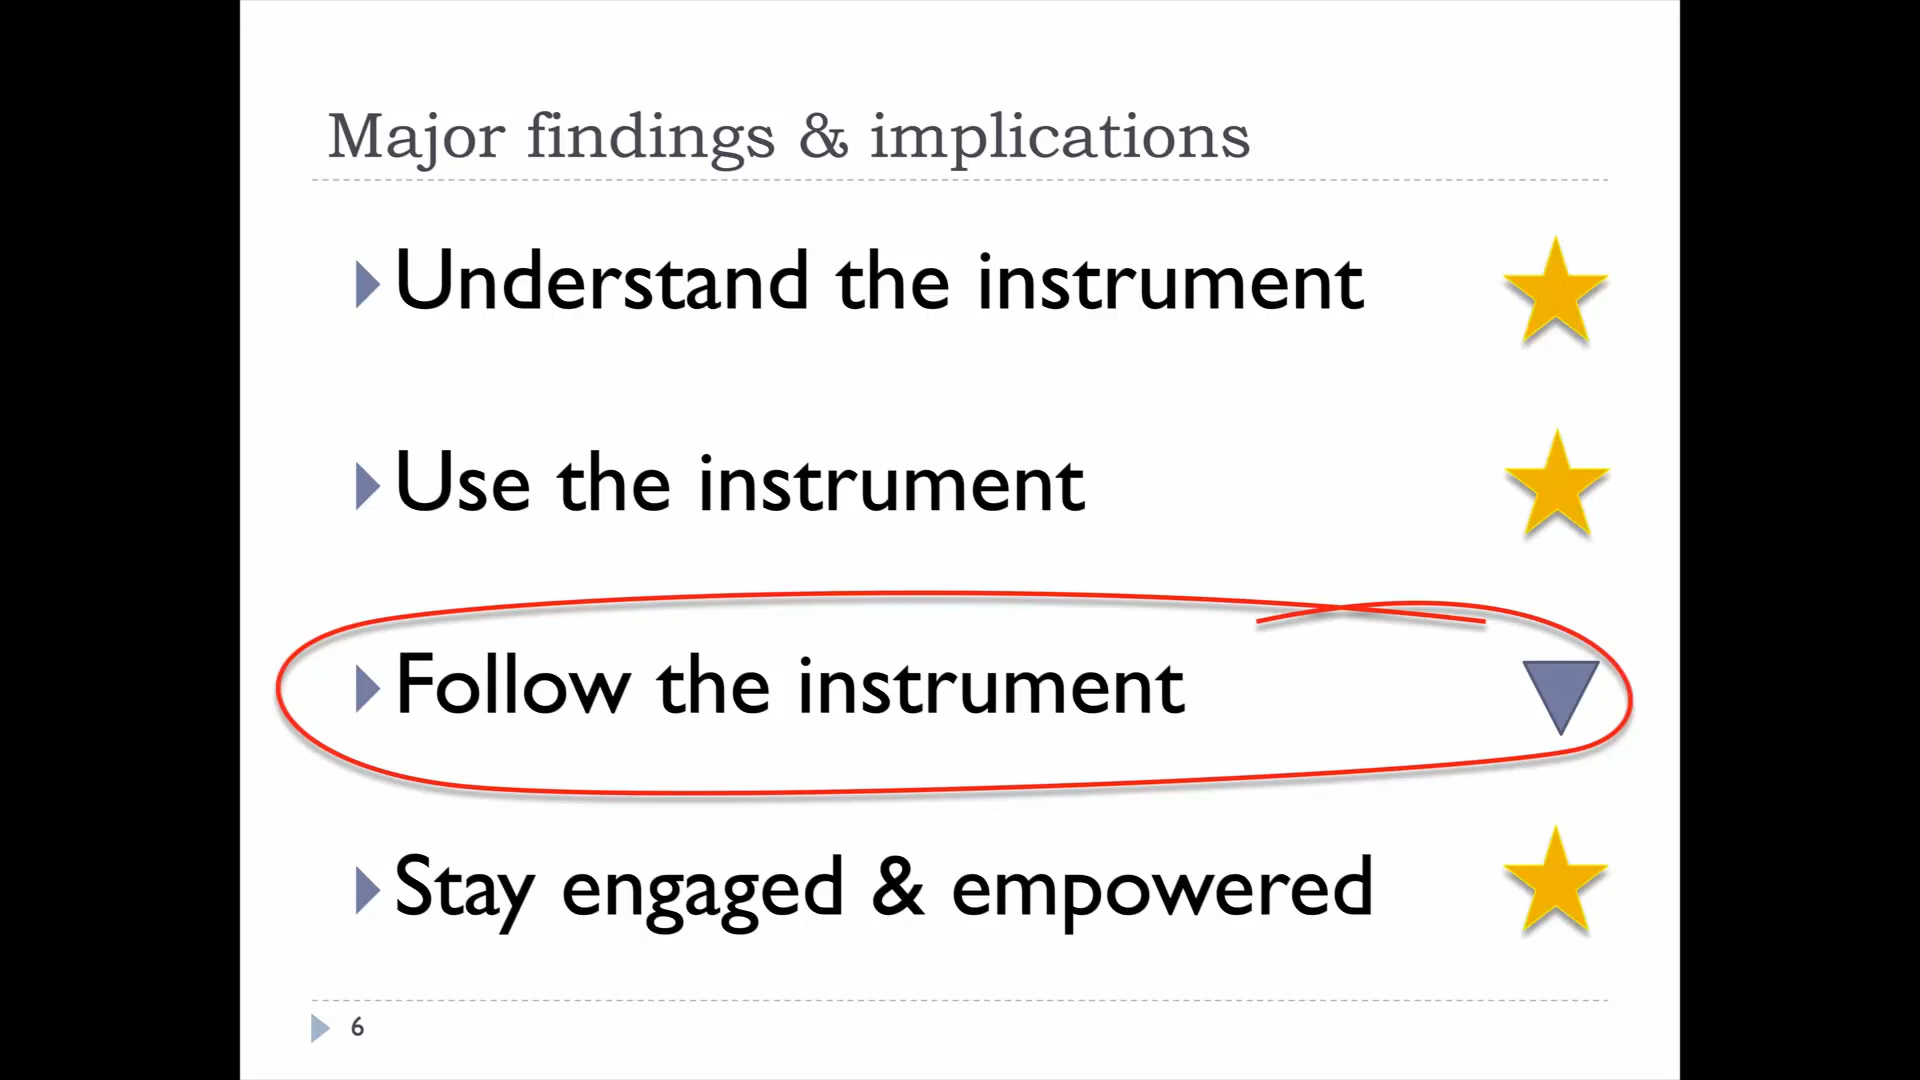 Major findings & implications
Understand the instrument
Use the instrument
Follow the instrument
Stay engaged & empowered
6